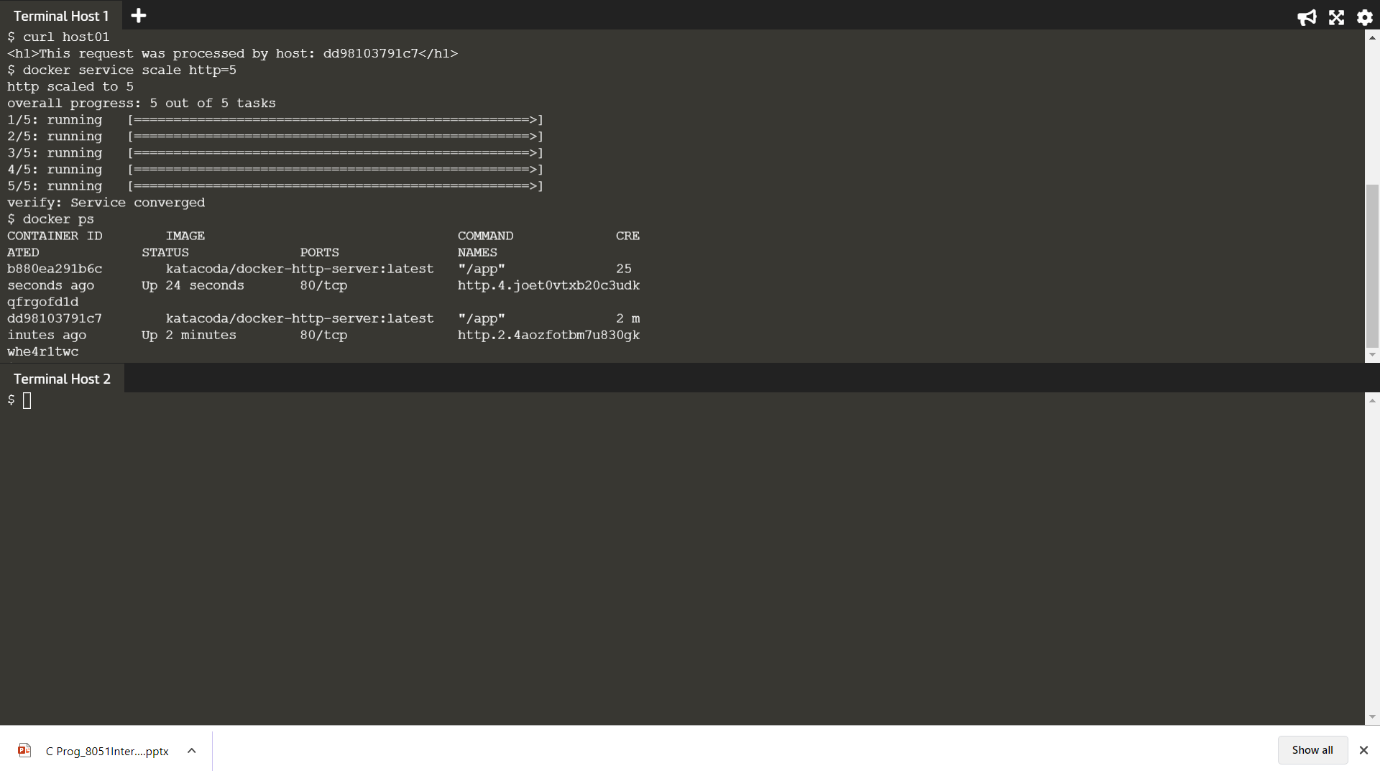 Terminal Host 1
$ curl host01
<h1>This request was processed by host: dd98103791c7</h1>
$ docker service scale http=5
http scaled to 5
overall progress: 5 out of 5 tasks
1/5: running   [==================================================>]
2/5: running   [==================================================>]
3/5: running   [==================================================>]
4/5: running   [==================================================>]
5/5: running   [==================================================>]
verify: Service converged
$ docker ps
CONTAINER ID        IMAGE                                COMMAND             CRE
ATED             STATUS              PORTS               NAMES
b880ea291b6c        katacoda/docker-http-server:latest   "/app"              25
seconds ago      Up 24 seconds       80/tcp              http.4.joet0vtxb20c3udk
qfrgofd1d
dd98103791c7        katacoda/docker-http-server:latest   "/app"              2 m
inutes ago       Up 2 minutes        80/tcp              http.2.4aozfotbm7u830gk
whe4r1twc
Terminal Host 2
$
C Prog_8051Inter....pptx
Show all